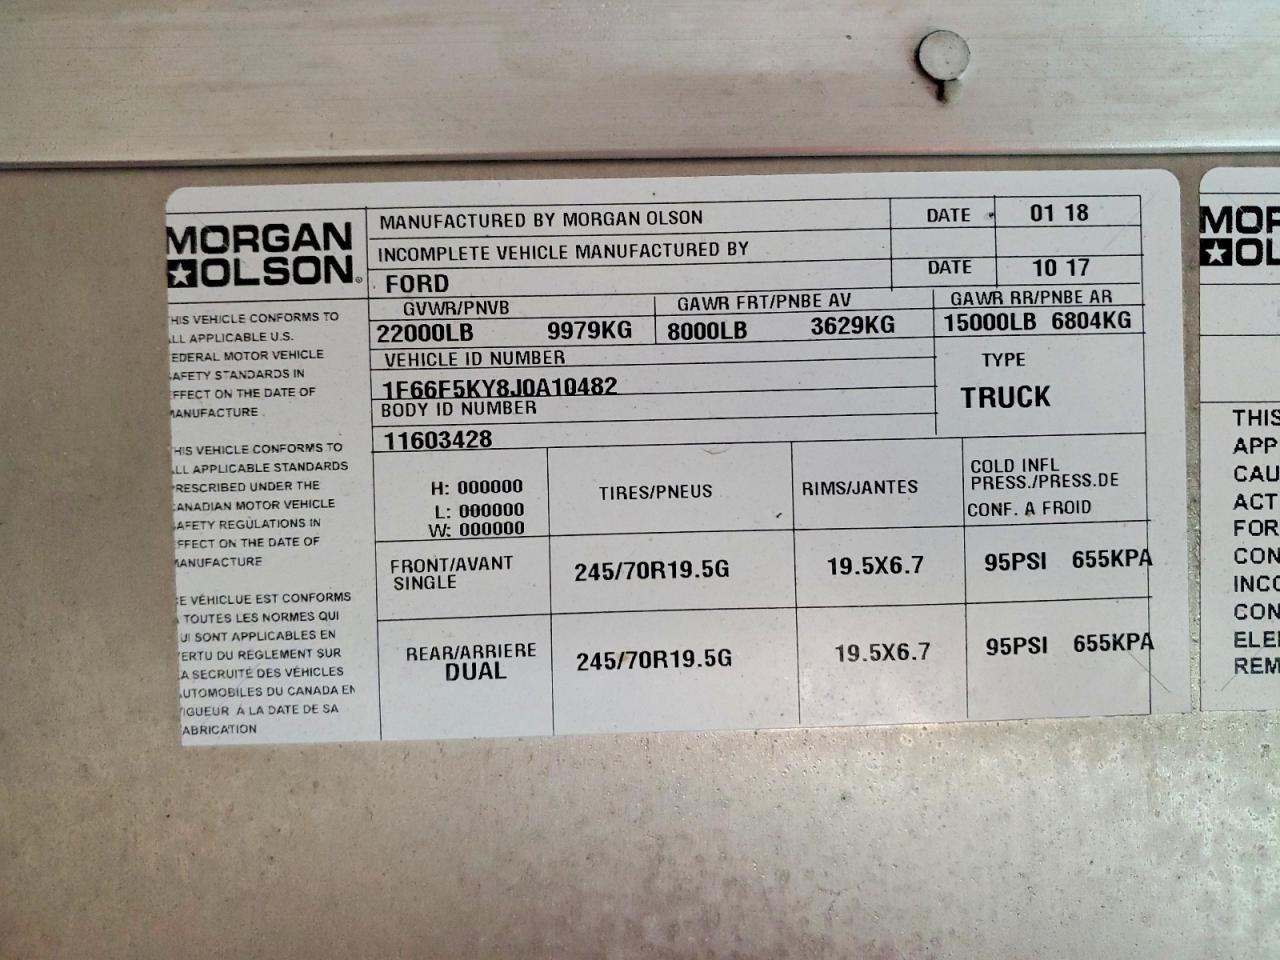 MORGAN
OLSON®
MANUFACTURED BY MORGAN OLSON DATE 01 18
INCOMPLETE VEHICLE MANUFACTURED BY
FORD DATE 10 17
GVWR/PNVB GAWR FRT/PNBE AV GAWR RR/PNBE AR
22000LB 9979KG 8000LB 3629KG 15000LB 6804KG
VEHICLE ID NUMBER TYPE
1F66F5KY8J0A10482 TRUCK
BODY ID NUMBER
11603428
H: 000000
L: 000000
W: 000000
TIRES/PNEUS RIMS/JANTES
COLD INFL
PRESS./PRESS.DE
CONF. A FROID
FRONT/AVANT
SINGLE
245/70R19.5G 19.5X6.7 95PSI 655KPA
REAR/ARRIERE
DUAL
245/70R19.5G 19.5X6.7 95PSI 655KPA
HIS VEHICLE CONFORMS TO
LL APPLICABLE U.S.
EDERAL MOTOR VEHICLE
AFETY STANDARDS IN
FFECT ON THE DATE OF
MANUFACTURE.
HIS VEHICLE CONFORMS TO
LL APPLICABLE STANDARDS
RESCRIBED UNDER THE
ANADIAN MOTOR VEHICLE
AFETY REGULATIONS IN
FFECT ON THE DATE OF
MANUFACTURE
E VÉHICLUE EST CONFORMS
TOUTES LES NORMES QUI
UI SONT APPLICABLES EN
ERTU DU RÉGLEMENT SUR
A SECRUITÉ DES VÉHICLES
UTOMOBILES DU CANADA EN
IGUEUR À LA DATE DE SA
ABRICATION
MOR
OL
THIS
APP
CAU
ACT
FOR
CON
INCO
CON
ELE
REM